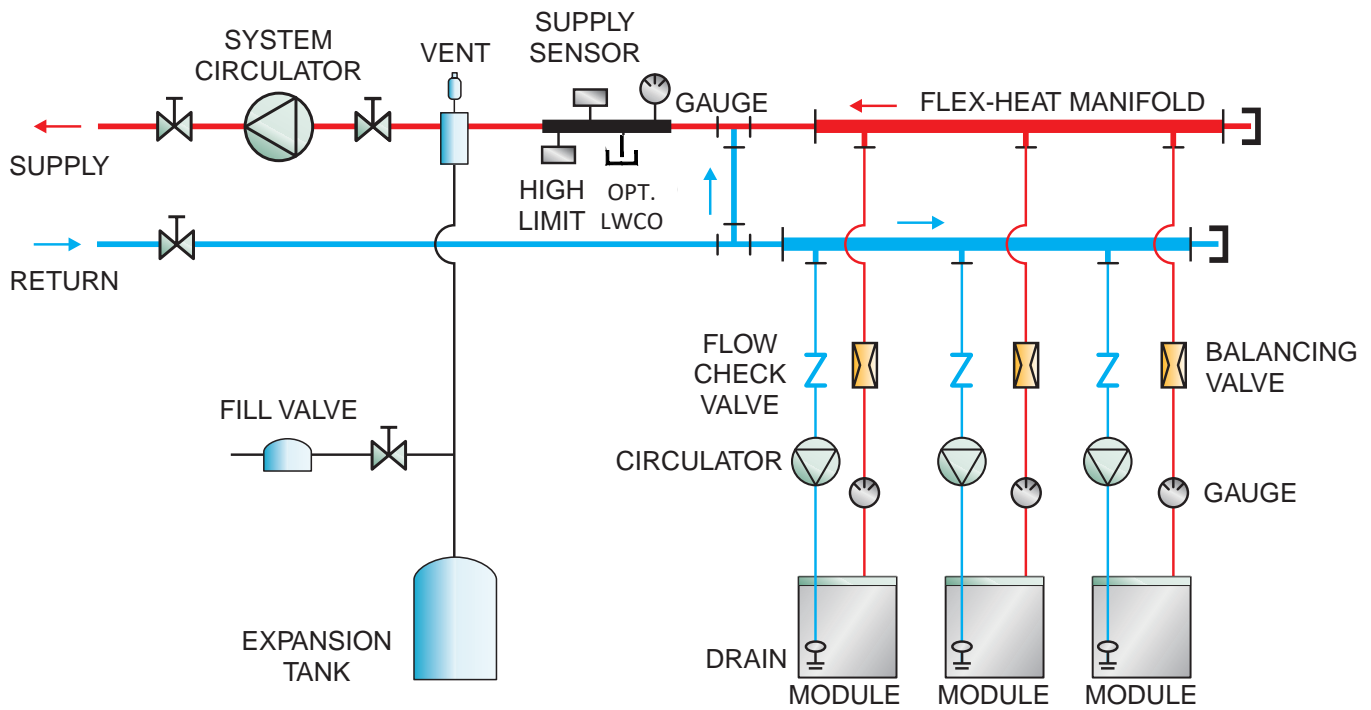 SYSTEM
CIRCULATOR
VENT
SUPPLY
SENSOR
GAUGE
FLEX-HEAT MANIFOLD
SUPPLY
HIGH
LIMIT
OPT.
LWCO
RETURN
FLOW
CHECK
VALVE
BALANCING
VALVE
FILL VALVE
CIRCULATOR
GAUGE
EXPANSION
TANK
DRAIN
MODULE
MODULE
MODULE